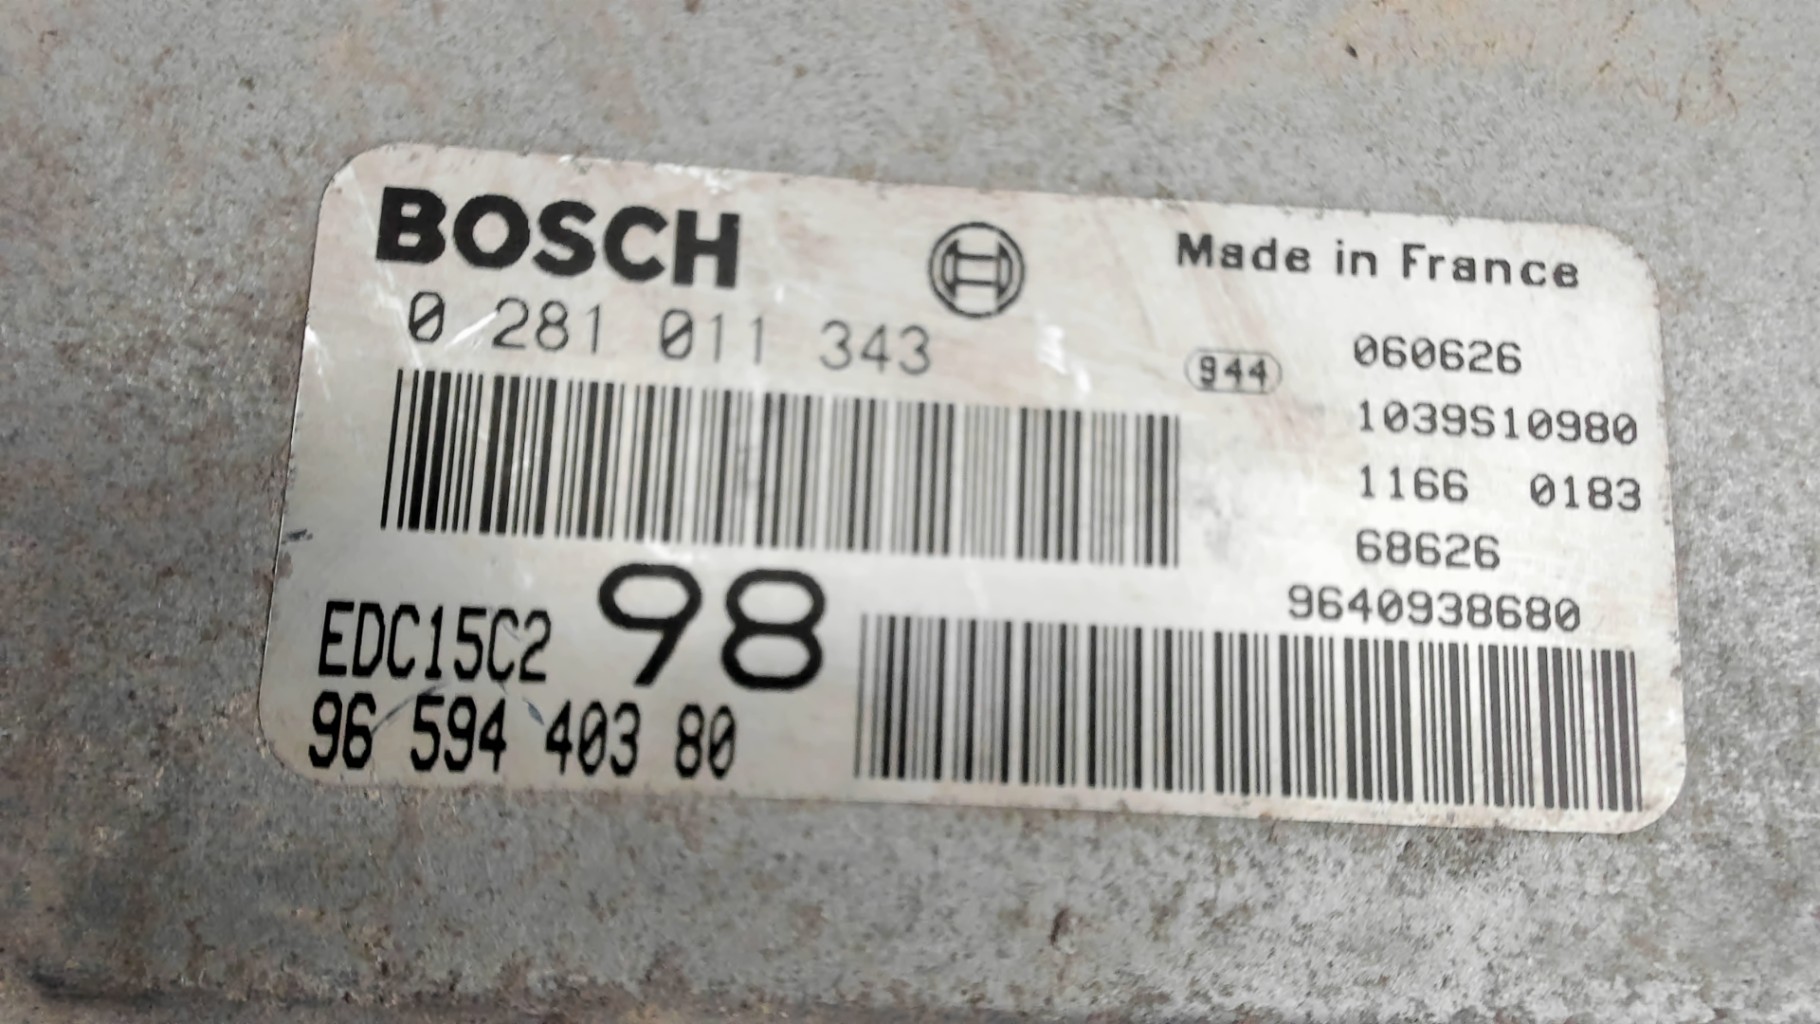 BOSCH
Made in France
0 281 011 343
944
060626
1039S10980
1166 0183
68626
9640938680
EDC15C2 98
96 594 403 80